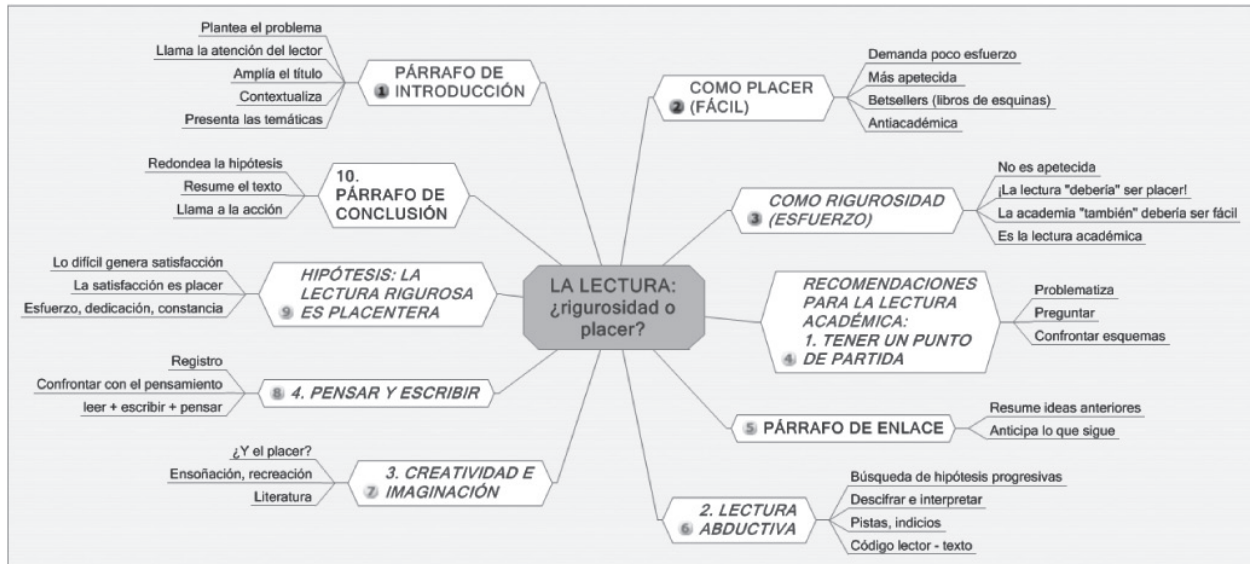 LA LECTURA:
¿rigurosidad o
placer?
1
PÁRRAFO DE
INTRODUCCIÓN
Plantea el problema
Llama la atención del lector
Amplía el título
Contextualiza
Presenta las temáticas
2
COMO PLACER
(FÁCIL)
Demanda poco esfuerzo
Más apetecida
Betsellers (libros de esquinas)
Antiacadémica
3
COMO RIGUROSIDAD
(ESFUERZO)
No es apetecida
¡La lectura "debería" ser placer!
La academia "también" debería ser fácil
Es la lectura académica
4
RECOMENDACIONES
PARA LA LECTURA
ACADÉMICA:
1. TENER UN PUNTO
DE PARTIDA
Problematiza
Preguntar
Confrontar esquemas
5
PÁRRAFO DE ENLACE
Resume ideas anteriores
Anticipa lo que sigue
6
2. LECTURA
ABDUCTIVA
Búsqueda de hipótesis progresivas
Descifrar e interpretar
Pistas, indicios
Código lector - texto
7
3. CREATIVIDAD E
IMAGINACIÓN
¿Y el placer?
Ensoñación, recreación
Literatura
8
4. PENSAR Y ESCRIBIR
Registro
Confrontar con el pensamiento
leer + escribir + pensar
9
HIPÓTESIS: LA
LECTURA RIGUROSA
ES PLACENTERA
Lo difícil genera satisfacción
La satisfacción es placer
Esfuerzo, dedicación, constancia
10.
PÁRRAFO DE
CONCLUSIÓN
Redondea la hipótesis
Resume el texto
Llama a la acción